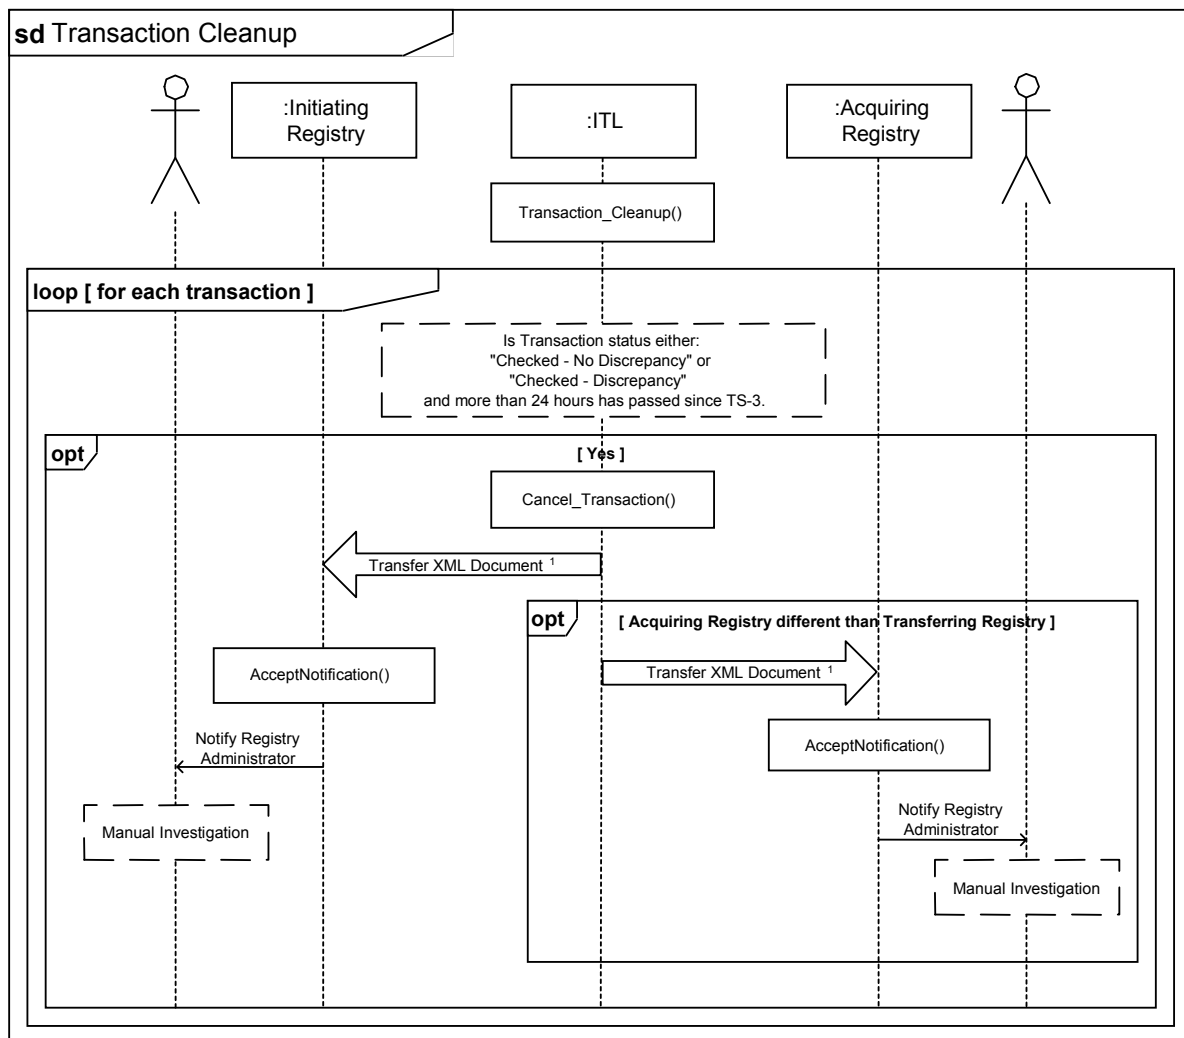 sd Transaction Cleanup
:Initiating
Registry
:ITL
:Acquiring
Registry
Transaction_Cleanup()
loop [ for each transaction ]
Is Transaction status either:
"Checked - No Discrepancy" or
"Checked - Discrepancy"
and more than 24 hours has passed since TS-3.
opt
[ Yes ]
Cancel_Transaction()
Transfer XML Document 1
opt
[ Acquiring Registry different than Transferring Registry ]
Transfer XML Document 1
AcceptNotification()
AcceptNotification()
Notify Registry
Administrator
Manual Investigation
Notify Registry
Administrator
Manual Investigation